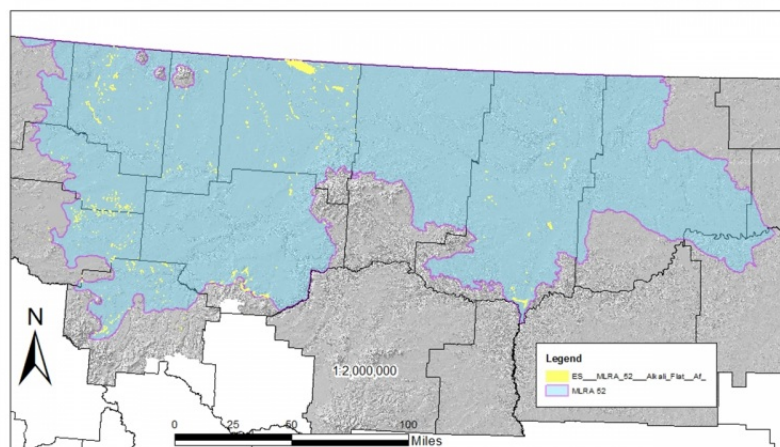 N
1:2,000,000
0 25 50 100
Miles
Legend
ES___MLRA_52___Alkali_Flat__Af_
MLRA 52